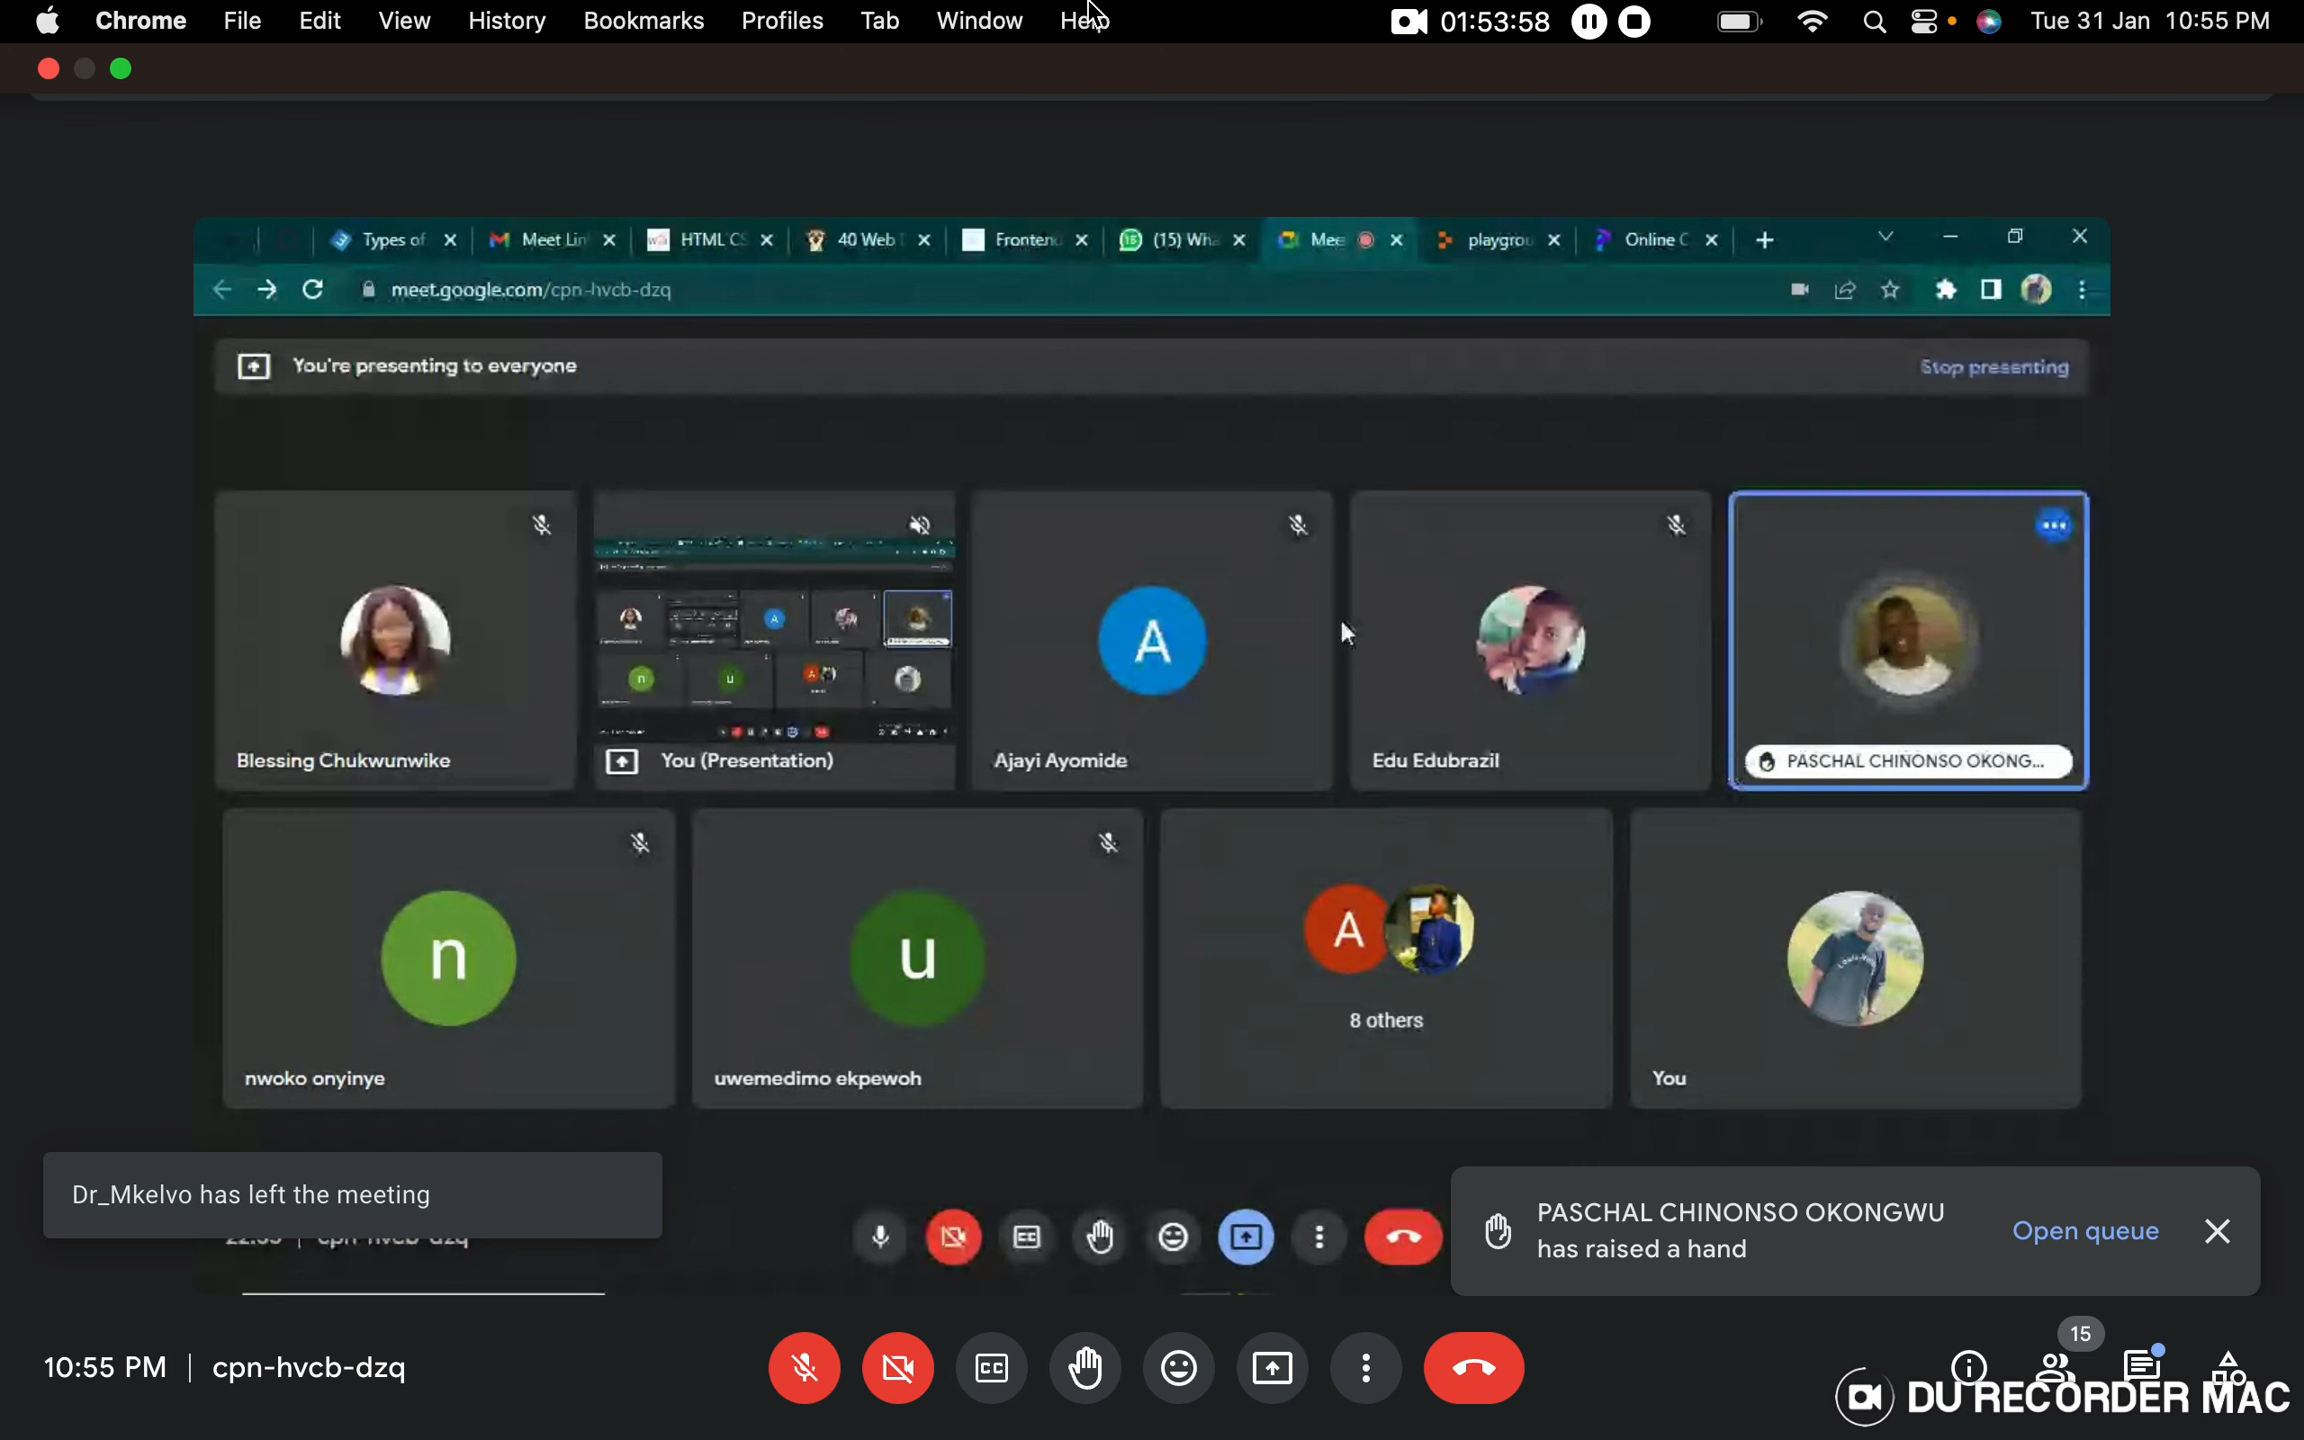 Chrome File Edit View History Bookmarks Profiles Tab Window Help 01:53:58 Tue 31 Jan 10:55 PM
Types of Meet Lin HTML CS 40 Web Frontend (15) Wha Mee playgrou Online C
meet.google.com/cpn-hvcb-dzq
You're presenting to everyone Stop presenting
A
Blessing Chukwunwike You (Presentation) Ajayi Ayomide Edu Edubrazil PASCHAL CHINONSO OKONG...
n u A
8 others
nwoko onyinye uwemedimo ekpewoh You
Dr_Mkelvo has left the meeting
PASCHAL CHINONSO OKONGWU
has raised a hand
Open queue
10:55 PM | cpn-hvcb-dzq
15
DU RECORDER MAC